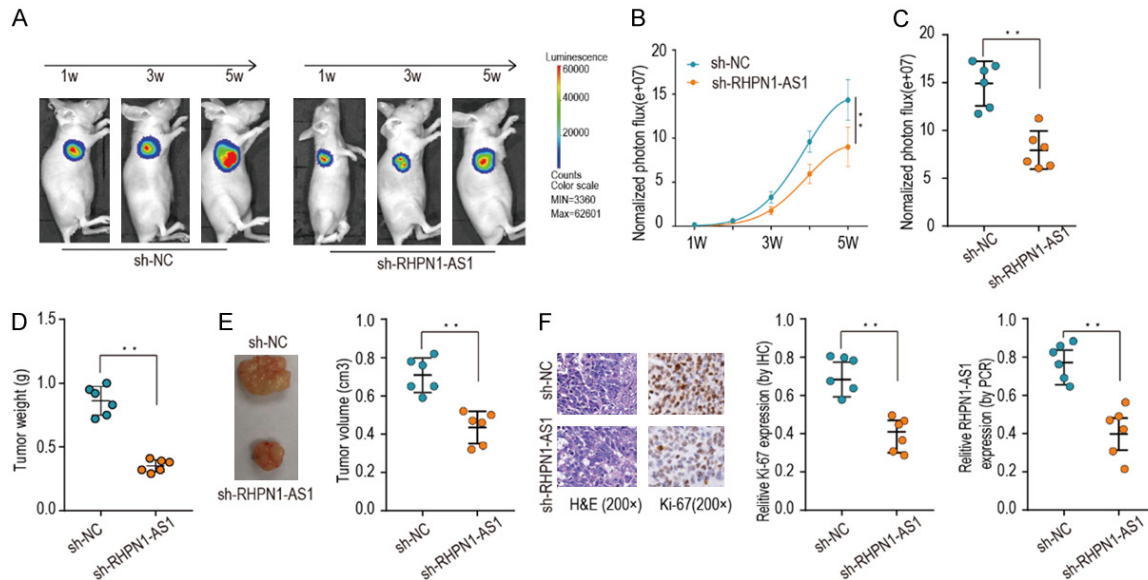 A
1w 3w 5w
1w 3w 5w
Luminescence
60000
40000
20000
Counts
Color scale
MIN=3360
Max=62601
sh-NC
sh-RHPN1-AS1
B
Normalized photon flux(e+07)
20
15
10
5
0
sh-NC
sh-RHPN1-AS1
* *
1W 3W 5W
C
Nomalized photon flux(e+07)
20
15
10
5
0
* *
sh-NC
sh-RHPN1-AS1
D
Tumor weight (g)
1.5
1.0
0.5
0.0
* *
sh-NC
sh-RHPN1-AS1
E
sh-NC
sh-RHPN1-AS1
Tumor volume (cm3)
1.0
0.8
0.6
0.4
0.2
0
* *
sh-NC
sh-RHPN1-AS1
F
sh-NC
sh-RHPN1-AS1
H&E (200×)
Ki-67(200×)
Relitive Ki-67 expression (by IHC)
1.0
0.8
0.6
0.4
0.2
0.0
* *
sh-NC
sh-RHPN1-AS1
Relitive RHPN1-AS1
expression (by PCR)
1.0
0.8
0.6
0.4
0.2
0.0
* *
sh-NC
sh-RHPN1-AS1